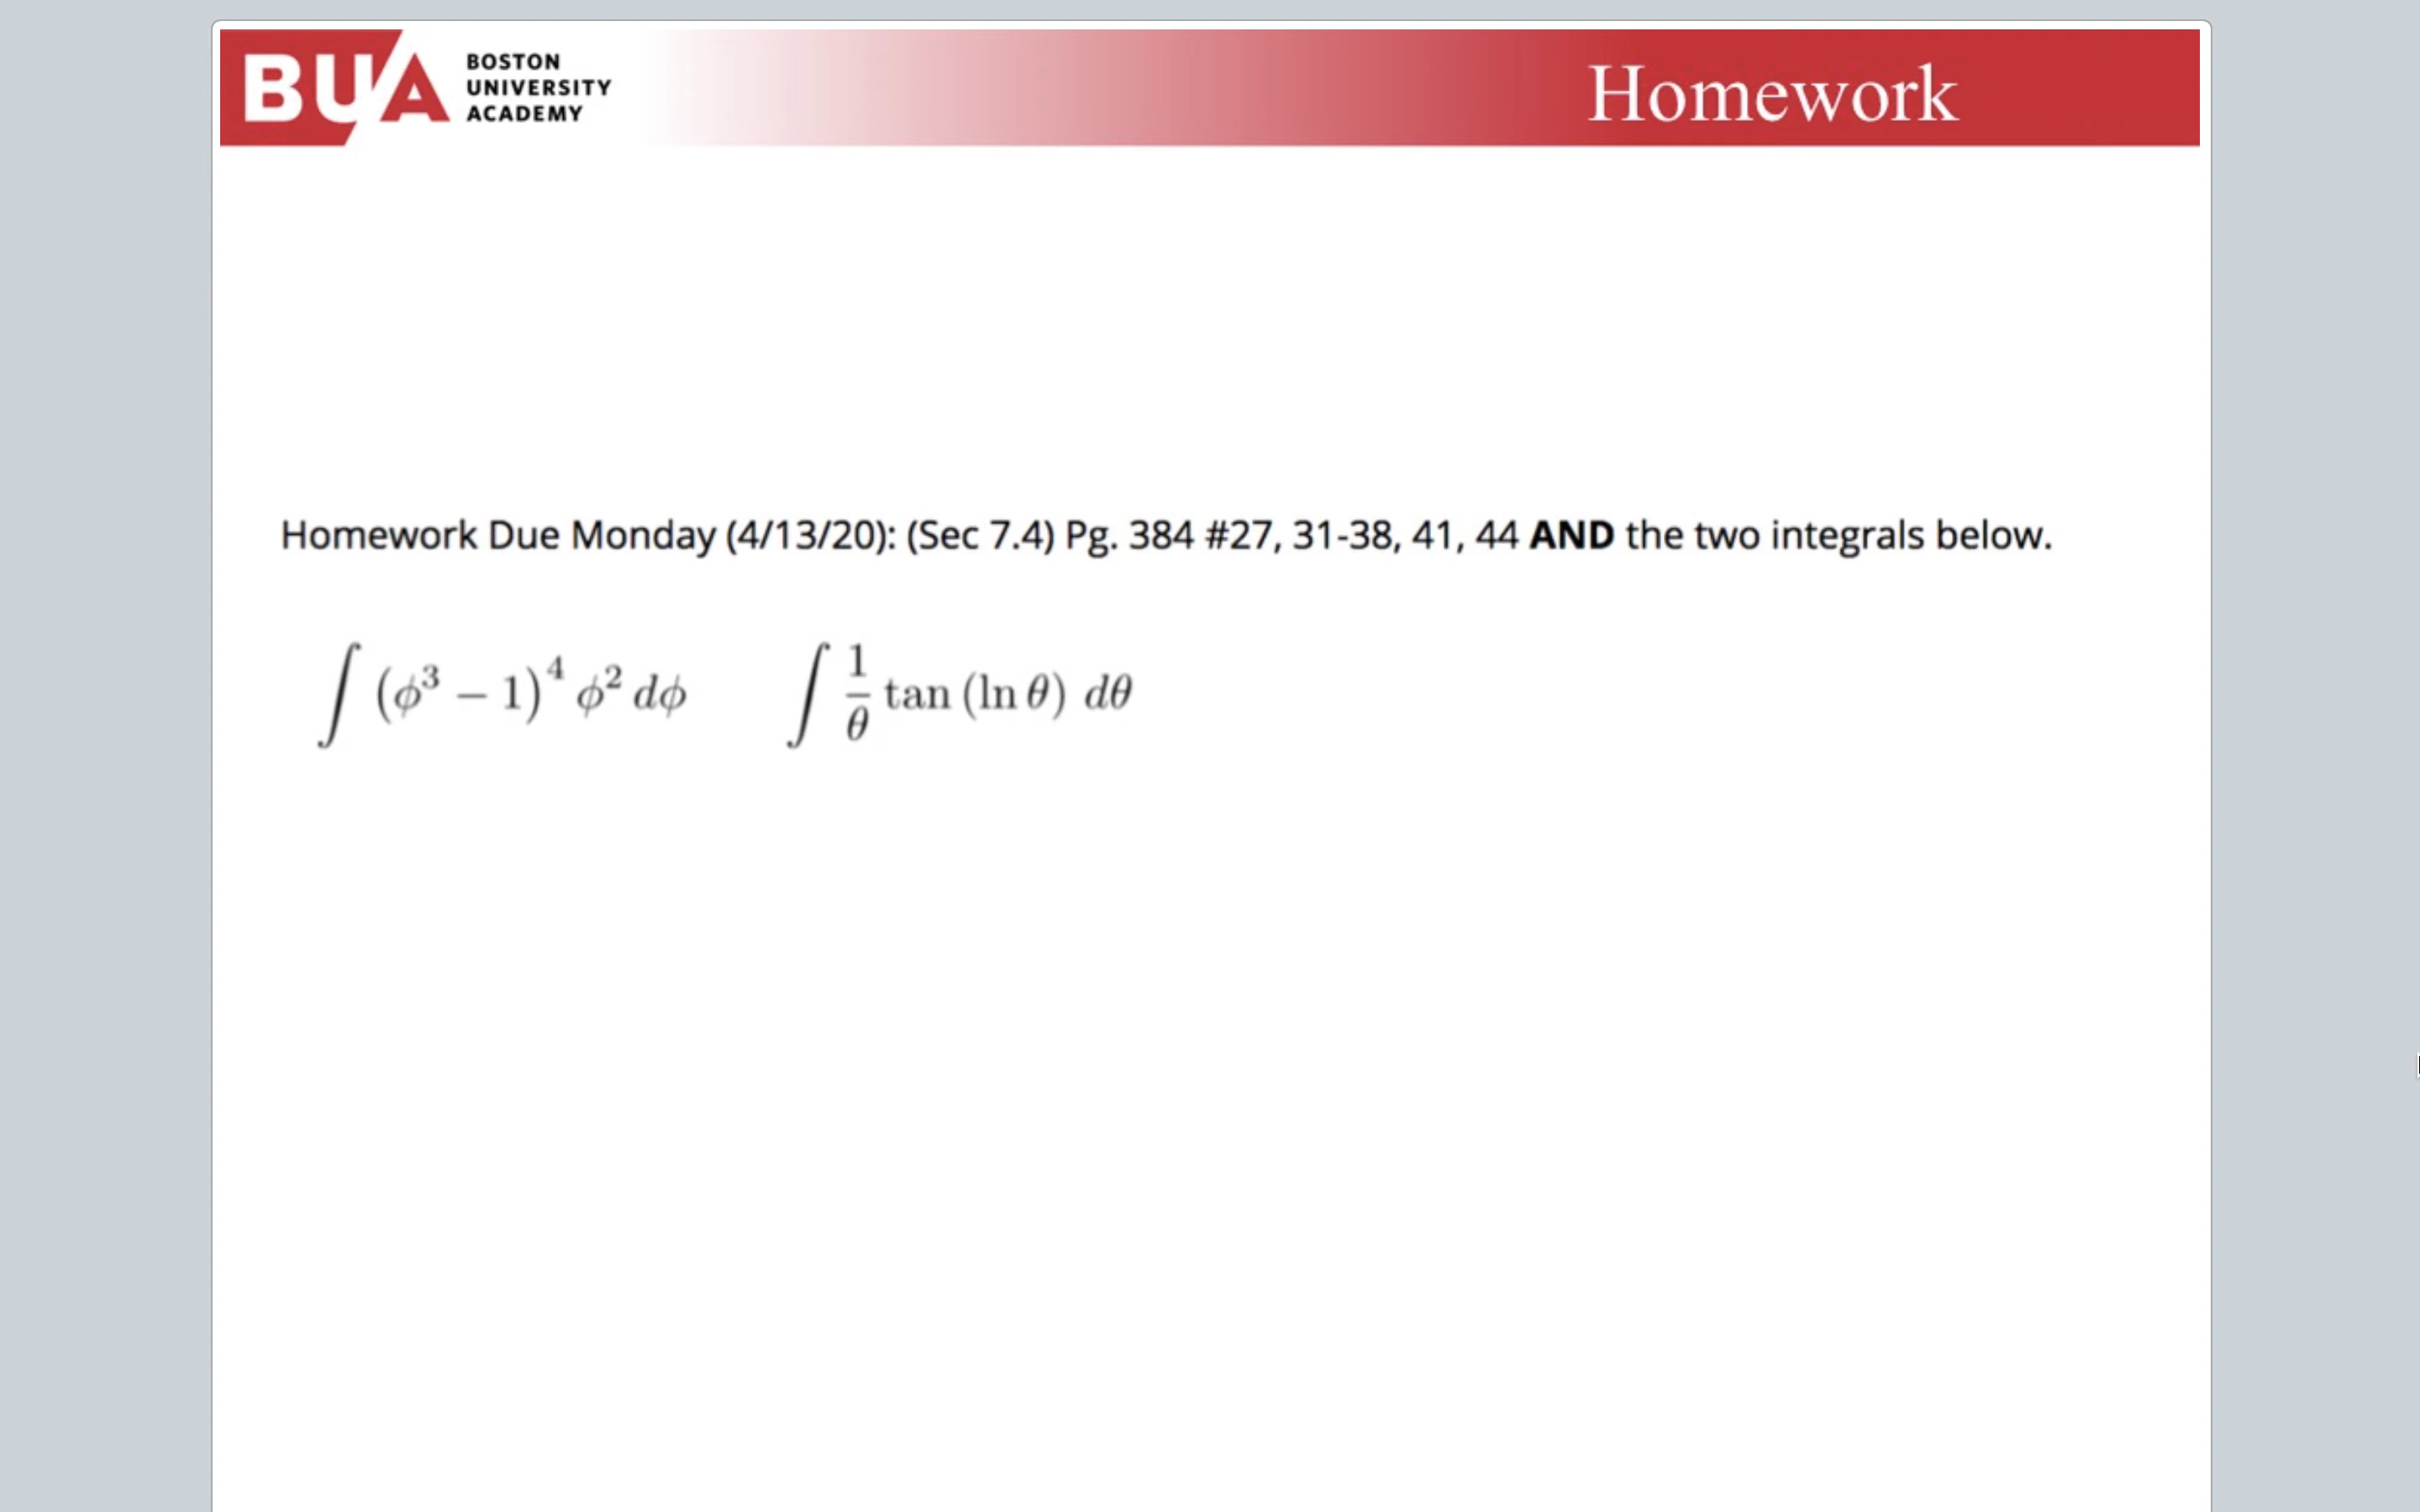 BUA
BOSTON
UNIVERSITY
ACADEMY
Homework
Homework Due Monday (4/13/20): (Sec 7.4) Pg. 384 #27, 31-38, 41, 44 AND the two integrals below.
∫ (ϕ³ − 1)⁴ ϕ² dϕ ∫ 1/θ tan (ln θ) dθ